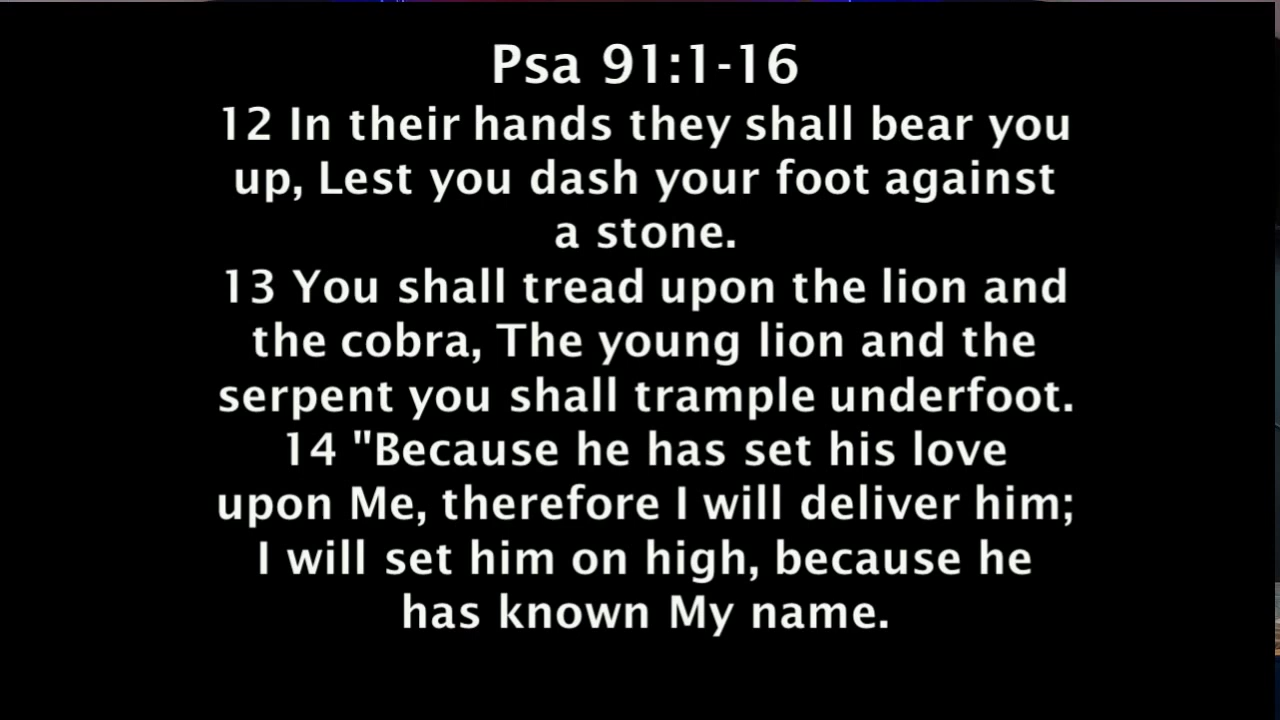 Psa 91:1-16
12 In their hands they shall bear you
up, Lest you dash your foot against
a stone.
13 You shall tread upon the lion and
the cobra, The young lion and the
serpent you shall trample underfoot.
14 "Because he has set his love
upon Me, therefore I will deliver him;
I will set him on high, because he
has known My name.